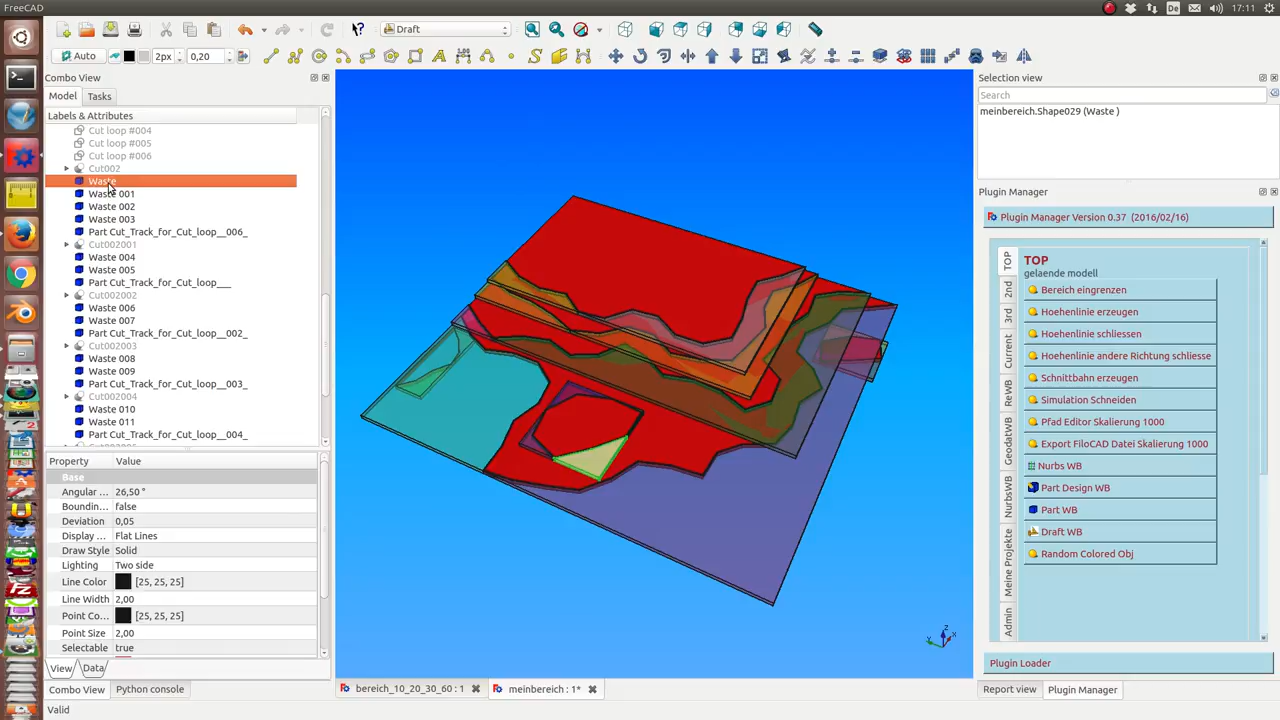 FreeCAD
De
17:11
Draft
Auto
2px
0,20
Combo View
Model
Tasks
Labels & Attributes
Cut loop #004
Cut loop #005
Cut loop #006
Cut002
Waste
Waste 001
Waste 002
Waste 003
Part Cut_Track_for_Cut_loop__006_
Cut002001
Waste 004
Waste 005
Part Cut_Track_for_Cut_loop___
Cut002002
Waste 006
Waste 007
Part Cut_Track_for_Cut_loop__002_
Cut002003
Waste 008
Waste 009
Part Cut_Track_for_Cut_loop__003_
Cut002004
Waste 010
Waste 011
Part Cut_Track_for_Cut_loop__004_
Property Value
Base
Angular ... 26,50 °
Boundin... false
Deviation 0,05
Display ... Flat Lines
Draw Style Solid
Lighting Two side
Line Color [25, 25, 25]
Line Width 2,00
Point Co... [25, 25, 25]
Point Size 2,00
Selectable true
View
Data
Combo View
Python console
Valid
bereich_10_20_30_60 : 1
meinbereich : 1*
Selection view
Search
meinbereich.Shape029 (Waste )
Plugin Manager
Plugin Manager Version 0.37 (2016/02/16)
TOP
2nd
3rd
Current
ReWB
GeodatWB
NurbsWB
Meine Projekte
Admin
TOP
gelaende modell
Bereich eingrenzen
Hoehenlinie erzeugen
Hoehenlinie schliessen
Hoehenlinie andere Richtung schliesse
Schnittbahn erzeugen
Simulation Schneiden
Pfad Editor Skalierung 1000
Export FiloCAD Datei Skalierung 1000
Nurbs WB
Part Design WB
Part WB
Draft WB
Random Colored Obj
Plugin Loader
Report view
Plugin Manager